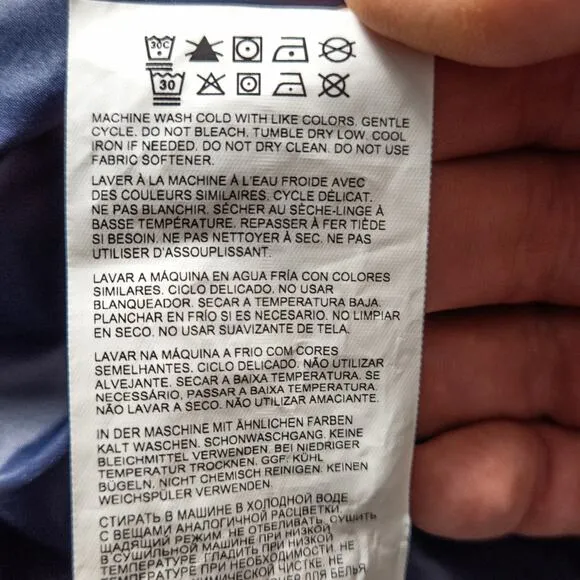 30C
30
MACHINE WASH COLD WITH LIKE COLORS. GENTLE
CYCLE. DO NOT BLEACH. TUMBLE DRY LOW. COOL
IRON IF NEEDED. DO NOT DRY CLEAN. DO NOT USE
FABRIC SOFTENER.
LAVER À LA MACHINE À L'EAU FROIDE AVEC
DES COULEURS SIMILAIRES. CYCLE DÉLICAT.
NE PAS BLANCHIR. SÉCHER AU SÈCHE-LINGE À
BASSE TEMPÉRATURE. REPASSER À FER TIÈDE
SI BESOIN. NE PAS NETTOYER À SEC. NE PAS
UTILISER D'ASSOUPLISSANT.
LAVAR A MÁQUINA EN AGUA FRÍA CON COLORES
SIMILARES. CICLO DELICADO. NO USAR
BLANQUEADOR. SECAR A TEMPERATURA BAJA.
PLANCHAR EN FRÍO SI ES NECESARIO. NO LIMPIAR
EN SECO. NO USAR SUAVIZANTE DE TELA.
LAVAR NA MÁQUINA A FRIO COM CORES
SEMELHANTES. CICLO DELICADO. NÃO UTILIZAR
ALVEJANTE. SECAR A BAIXA TEMPERATURA. SE
NECESSÁRIO, PASSAR A BAIXA TEMPERATURA.
NÃO LAVAR A SECO. NÃO UTILIZAR AMACIANTE.
IN DER MASCHINE MIT ÄHNLICHEN FARBEN
KALT WASCHEN. SCHONWASCHGANG. KEINE
BLEICHMITTEL VERWENDEN. BEI NIEDRIGER
TEMPERATUR TROCKNEN. GGF. KÜHL
BÜGELN. NICHT CHEMISCH REINIGEN. KEINEN
WEICHSPÜLER VERWENDEN.
СТИРАТЬ В МАШИНЕ В ХОЛОДНОЙ ВОДЕ
С ВЕЩАМИ АНАЛОГИЧНОЙ РАСЦВЕТКИ.
ЩАДЯЩИЙ РЕЖИМ. НЕ ОТБЕЛИВАТЬ. СУШИТЬ
В СУШИЛЬНОЙ МАШИНЕ ПРИ НИЗКОЙ
ТЕМПЕРАТУРЕ. ГЛАДИТЬ ПРИ НИЗКОЙ
ТЕМПЕРАТУРЕ ПРИ НЕОБХОДИМОСТИ. НЕ